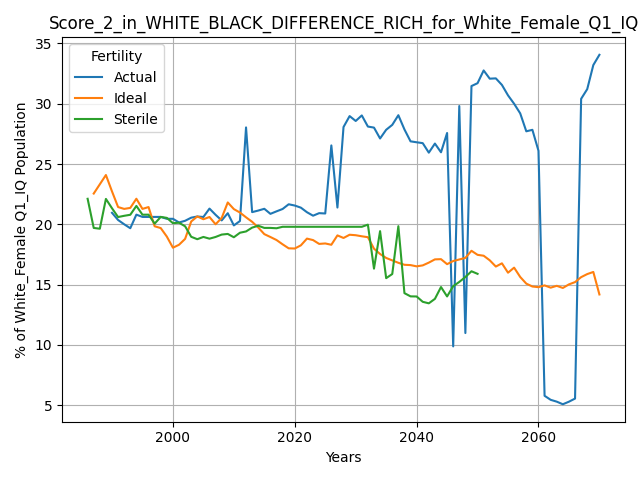 Score_2_in_WHITE_BLACK_DIFFERENCE_RICH_for_White_Female_Q1_IQ
35
30
25
20
15
10
5
% of White_Female Q1_IQ Population
Fertility
Actual
Ideal
Sterile
2000
2020
2040
2060
Years